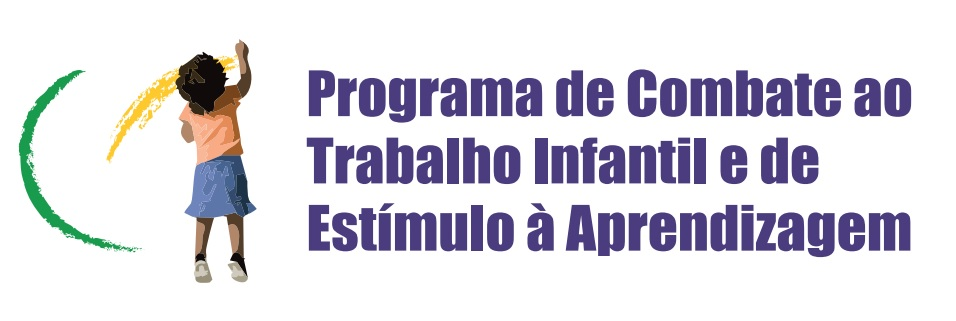 Programa de Combate ao
Trabalho Infantil e de
Estímulo à Aprendizagem